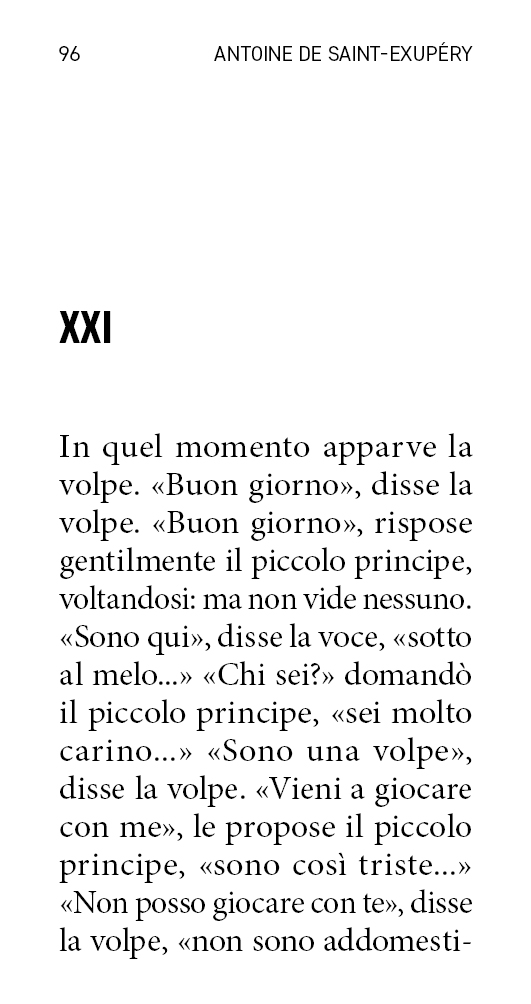 96 ANTOINE DE SAINT-EXUPÉRY
XXI
In quel momento apparve la
volpe. «Buon giorno», disse la
volpe. «Buon giorno», rispose
gentilmente il piccolo principe,
voltandosi: ma non vide nessuno.
«Sono qui», disse la voce, «sotto
al melo...» «Chi sei?» domandò
il piccolo principe, «sei molto
carino...» «Sono una volpe»,
disse la volpe. «Vieni a giocare
con me», le propose il piccolo
principe, «sono così triste...»
«Non posso giocare con te», disse
la volpe, «non sono addomesti-